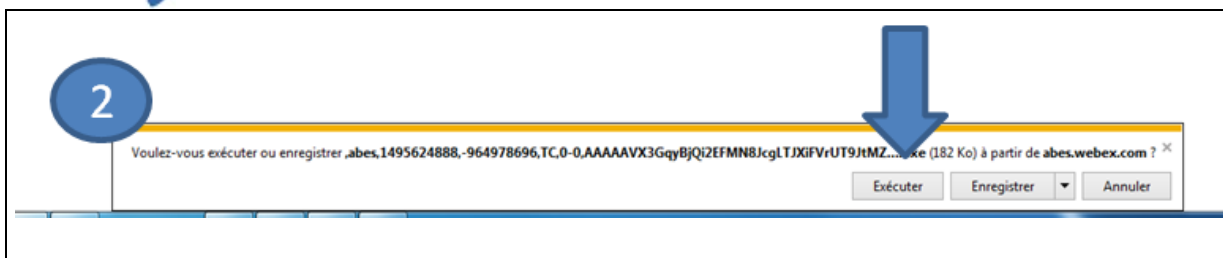 2
Voulez-vous exécuter ou enregistrer ,abes,1495624888,-964978696,TC,0-0,AAAAAVX3GqyBjQi2EFMN8JcgLTJXiFVrUT9JtMZ....exe (182 Ko) à partir de abes.webex.com ? ×
Exécuter Enregistrer Annuler